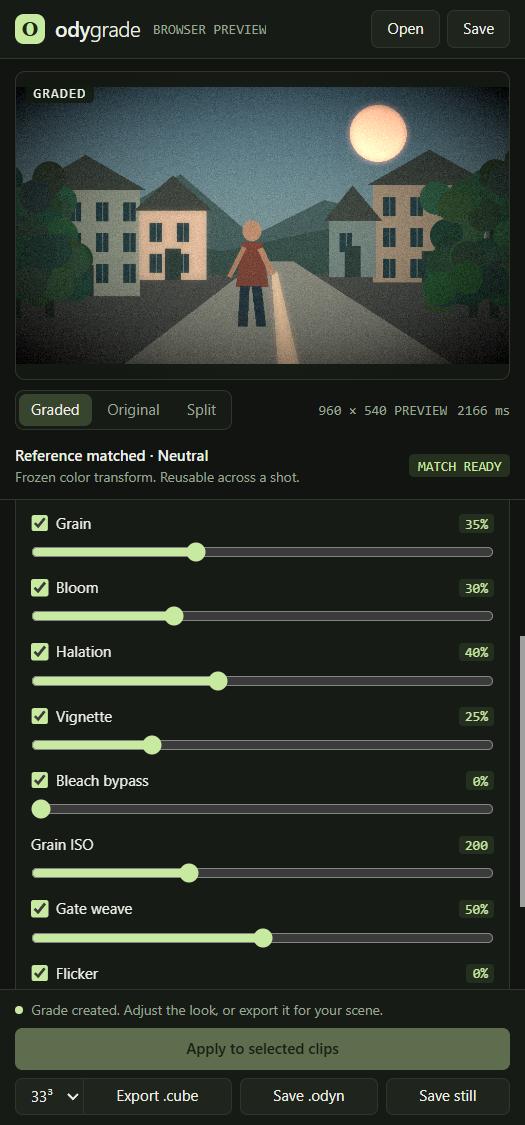 O odygrade BROWSER PREVIEW Open Save
GRADED
Graded Original Split 960 × 540 PREVIEW 2166 ms
Reference matched · Neutral
Frozen color transform. Reusable across a shot.
MATCH READY
Grain 35%
Bloom 30%
Halation 40%
Vignette 25%
Bleach bypass 0%
Grain ISO 200
Gate weave 50%
Flicker 0%
Grade created. Adjust the look, or export it for your scene.
Apply to selected clips
33³ Export .cube Save .odyn Save still